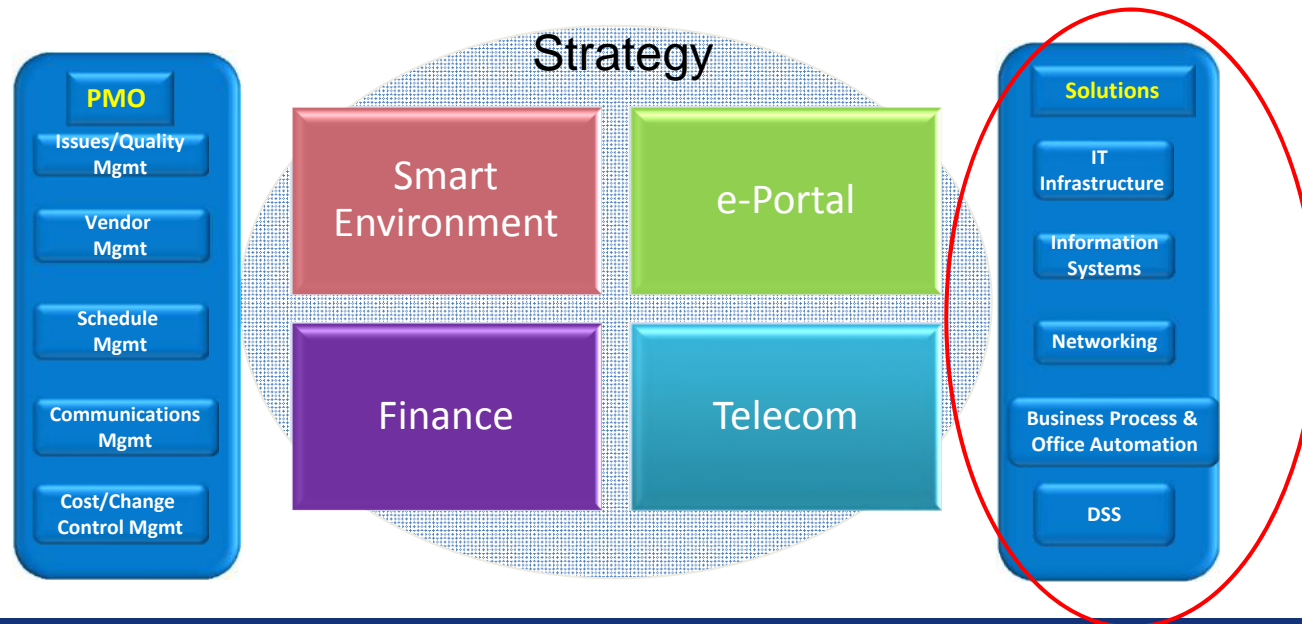 Strategy
PMO
Issues/Quality
Mgmt
Vendor
Mgmt
Schedule
Mgmt
Communications
Mgmt
Cost/Change
Control Mgmt
Smart
Environment
e-Portal
Finance
Telecom
Solutions
IT
Infrastructure
Information
Systems
Networking
Business Process &
Office Automation
DSS